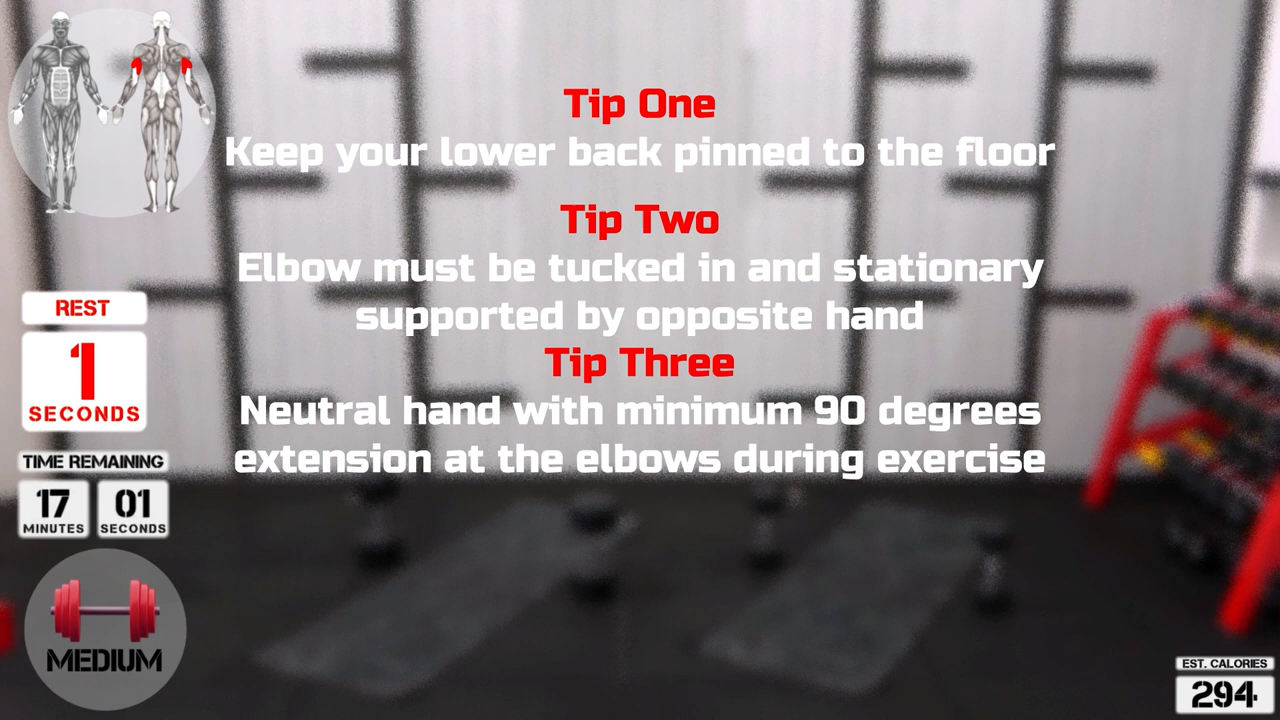 Tip One
Keep your lower back pinned to the floor
Tip Two
Elbow must be tucked in and stationary
supported by opposite hand
Tip Three
Neutral hand with minimum 90 degrees
extension at the elbows during exercise
REST
1
SECONDS
TIME REMAINING
17 01
MINUTES SECONDS
MEDIUM
EST. CALORIES
294